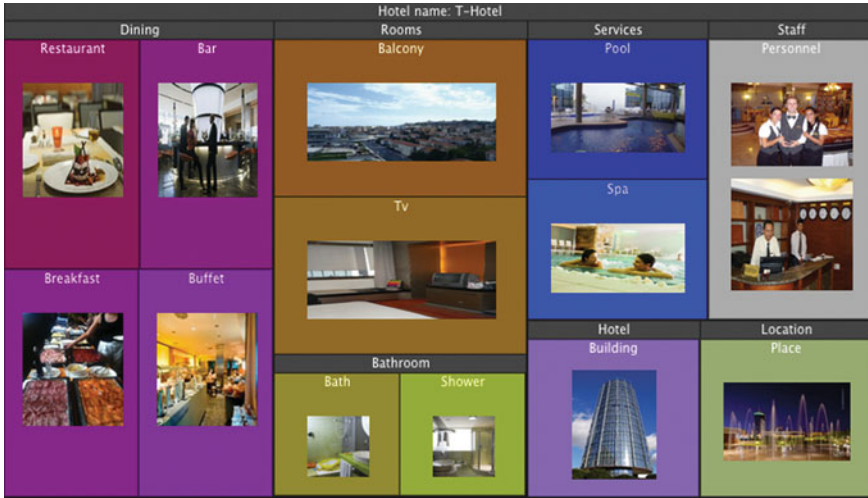 Hotel name: T-Hotel
Dining
Restaurant
Bar
Breakfast
Buffet
Rooms
Balcony
Tv
Bathroom
Bath
Shower
Services
Pool
Spa
Staff
Personnel
Hotel
Building
Location
Place